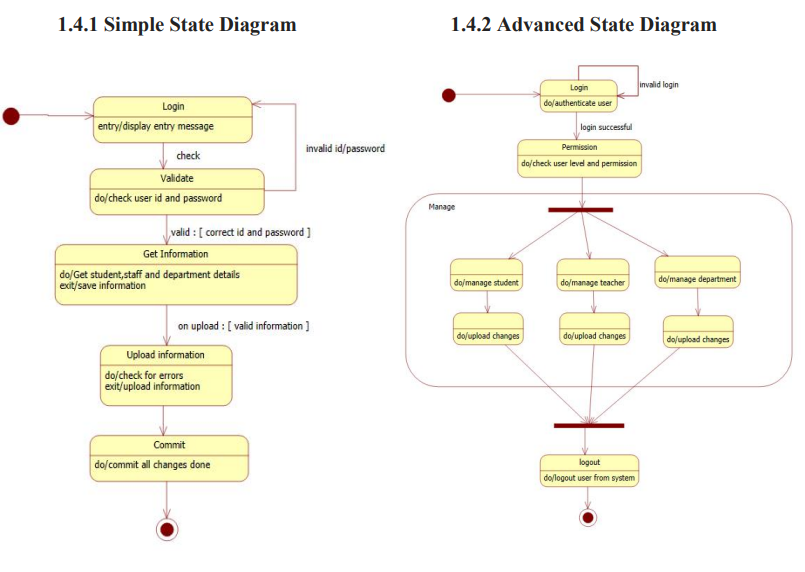 1.4.1 Simple State Diagram
Login
entry/display entry message
check
invalid id/password
Validate
do/check user id and password
valid : [ correct id and password ]
Get Information
do/Get student,staff and department details
exit/save information
on upload : [ valid information ]
Upload information
do/check for errors
exit/upload information
Commit
do/commit all changes done
1.4.2 Advanced State Diagram
invalid login
Login
do/authenticate user
login successful
Permission
do/check user level and permission
Manage
do/manage student
do/manage teacher
do/manage department
do/upload changes
do/upload changes
do/upload changes
logout
do/logout user from system